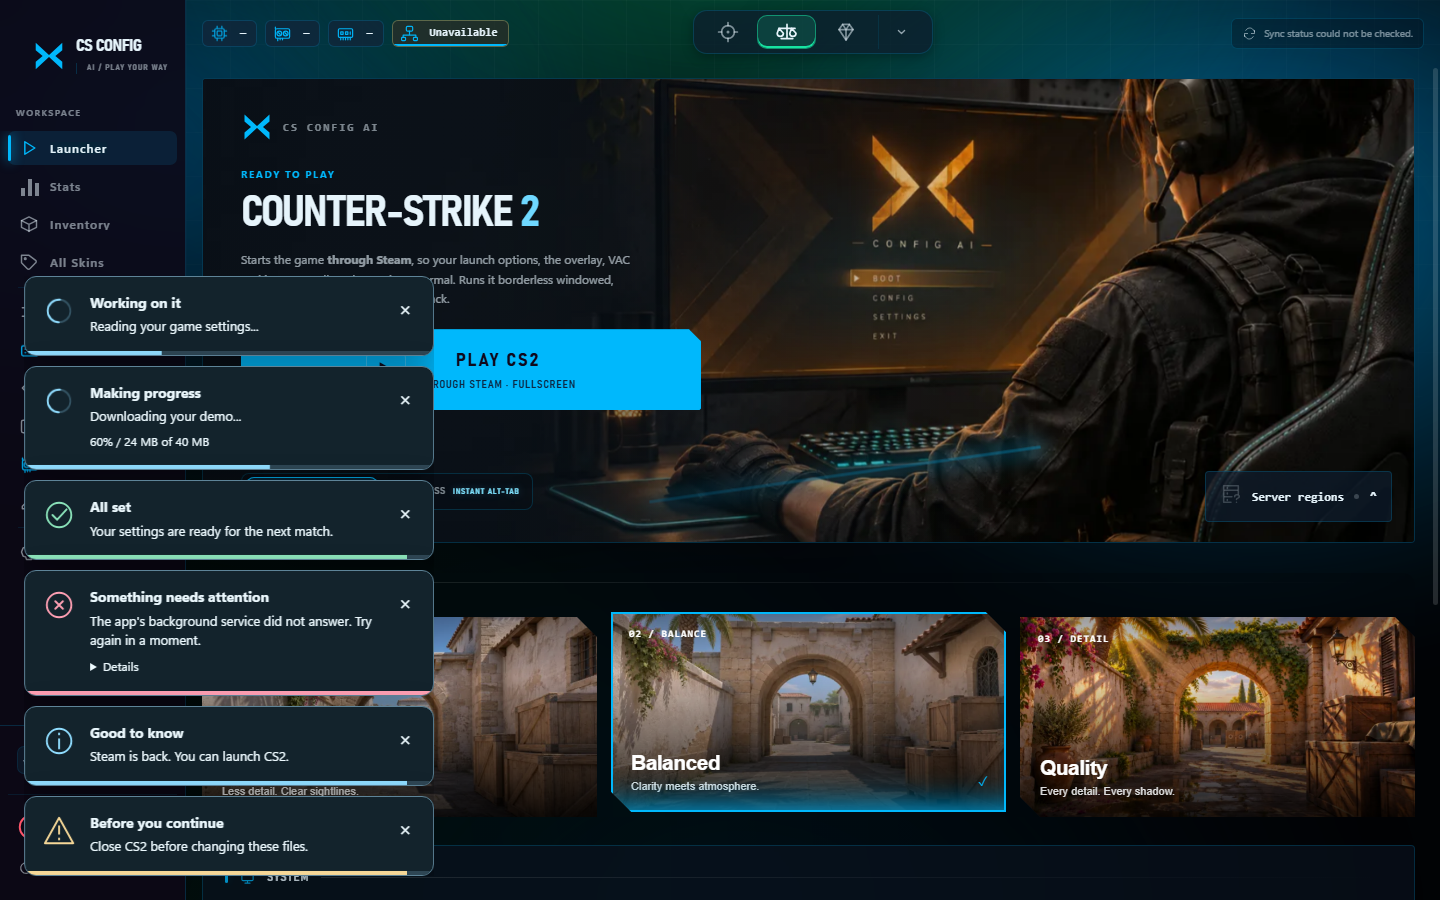 CS CONFIG
AI / PLAY YOUR WAY
WORKSPACE
Launcher
Stats
Inventory
All Skins
– – – Unavailable
Sync status could not be checked.
CS CONFIG AI
READY TO PLAY
COUNTER-STRIKE 2
Starts the game through Steam, so your launch options, the overlay, VAC
Runs it borderless windowed,
PLAY CS2
STEAM · FULLSCREEN
INSTANT ALT-TAB
CONFIG AI
BOOT
CONFIG
SETTINGS
EXIT
Server regions
Working on it
Reading your game settings...
Making progress
Downloading your demo...
60% / 24 MB of 40 MB
All set
Your settings are ready for the next match.
Something needs attention
The app's background service did not answer. Try
again in a moment.
Details
Good to know
Steam is back. You can launch CS2.
Before you continue
Close CS2 before changing these files.
Less detail. Clear sightlines.
02 / BALANCE
Balanced
Clarity meets atmosphere.
03 / DETAIL
Quality
Every detail. Every shadow.
SYSTEM